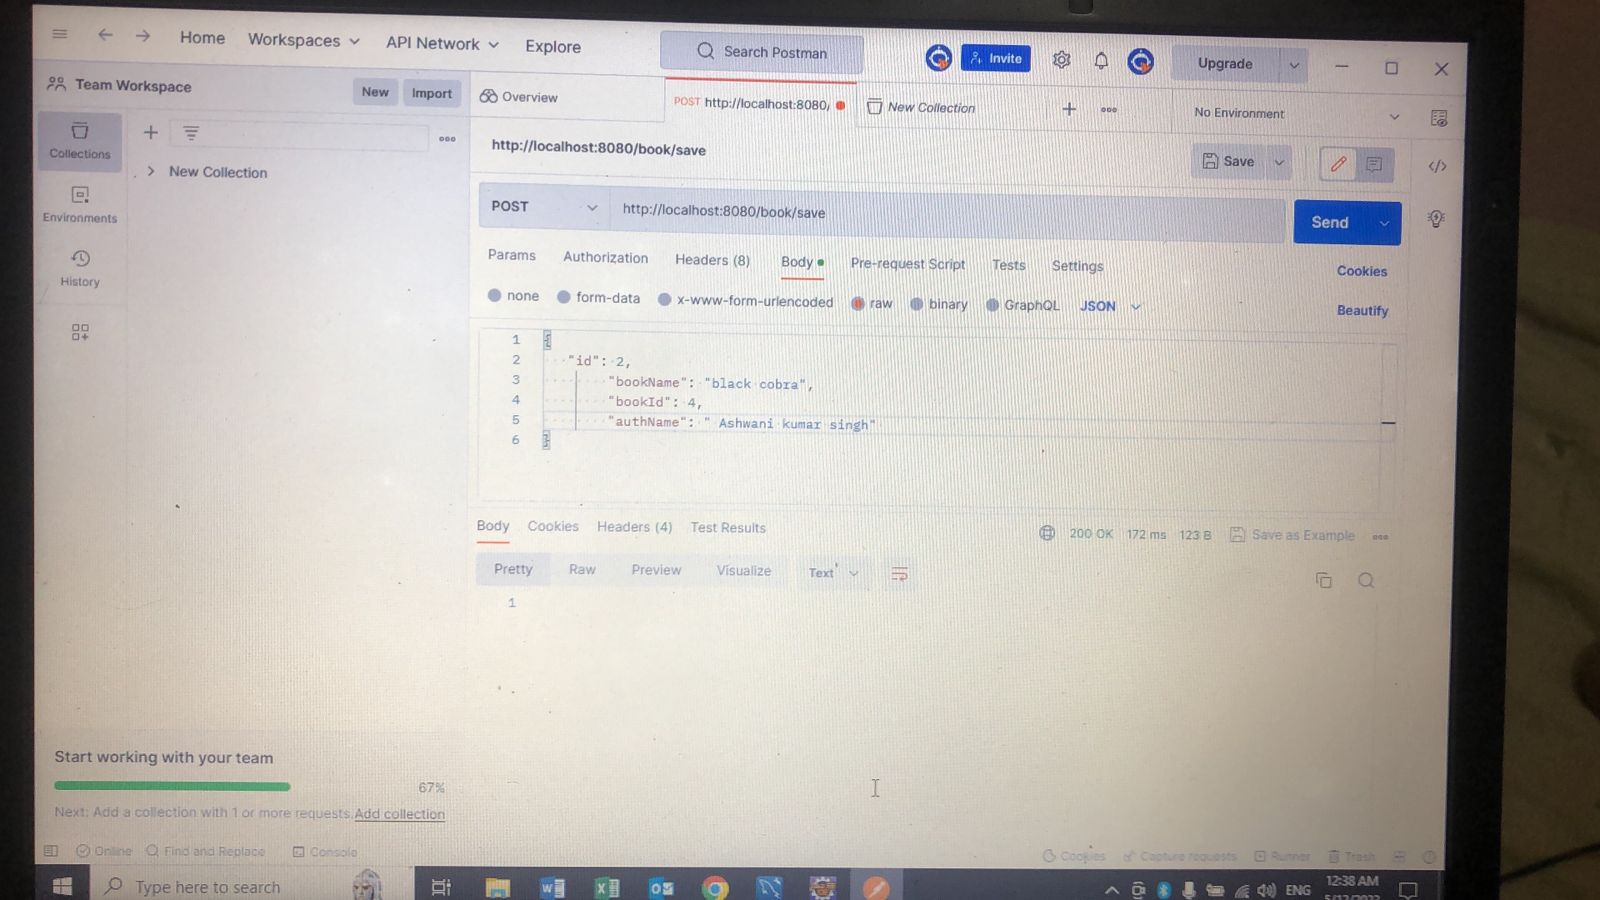 Home Workspaces API Network Explore
Search Postman
Invite
Upgrade
Team Workspace
New Import
Overview
POST http://localhost:8080/
New Collection
No Environment
Collections
New Collection
Environments
History
http://localhost:8080/book/save
Save
POST http://localhost:8080/book/save
Send
Params Authorization Headers (8) Body Pre-request Script Tests Settings
Cookies
none form-data x-www-form-urlencoded raw binary GraphQL JSON
Beautify
1 {
2 "id": 2,
3 "bookName": "black cobra",
4 "bookId": 4,
5 "authName": " Ashwani kumar singh"
6 }
Body Cookies Headers (4) Test Results
200 OK 172 ms 123 B Save as Example
Pretty Raw Preview Visualize Text
1
Start working with your team
67%
Next: Add a collection with 1 or more requests. Add collection
Online Find and Replace Console
Cookies Capture requests Runner Trash
Type here to search
ENG
12:38 AM